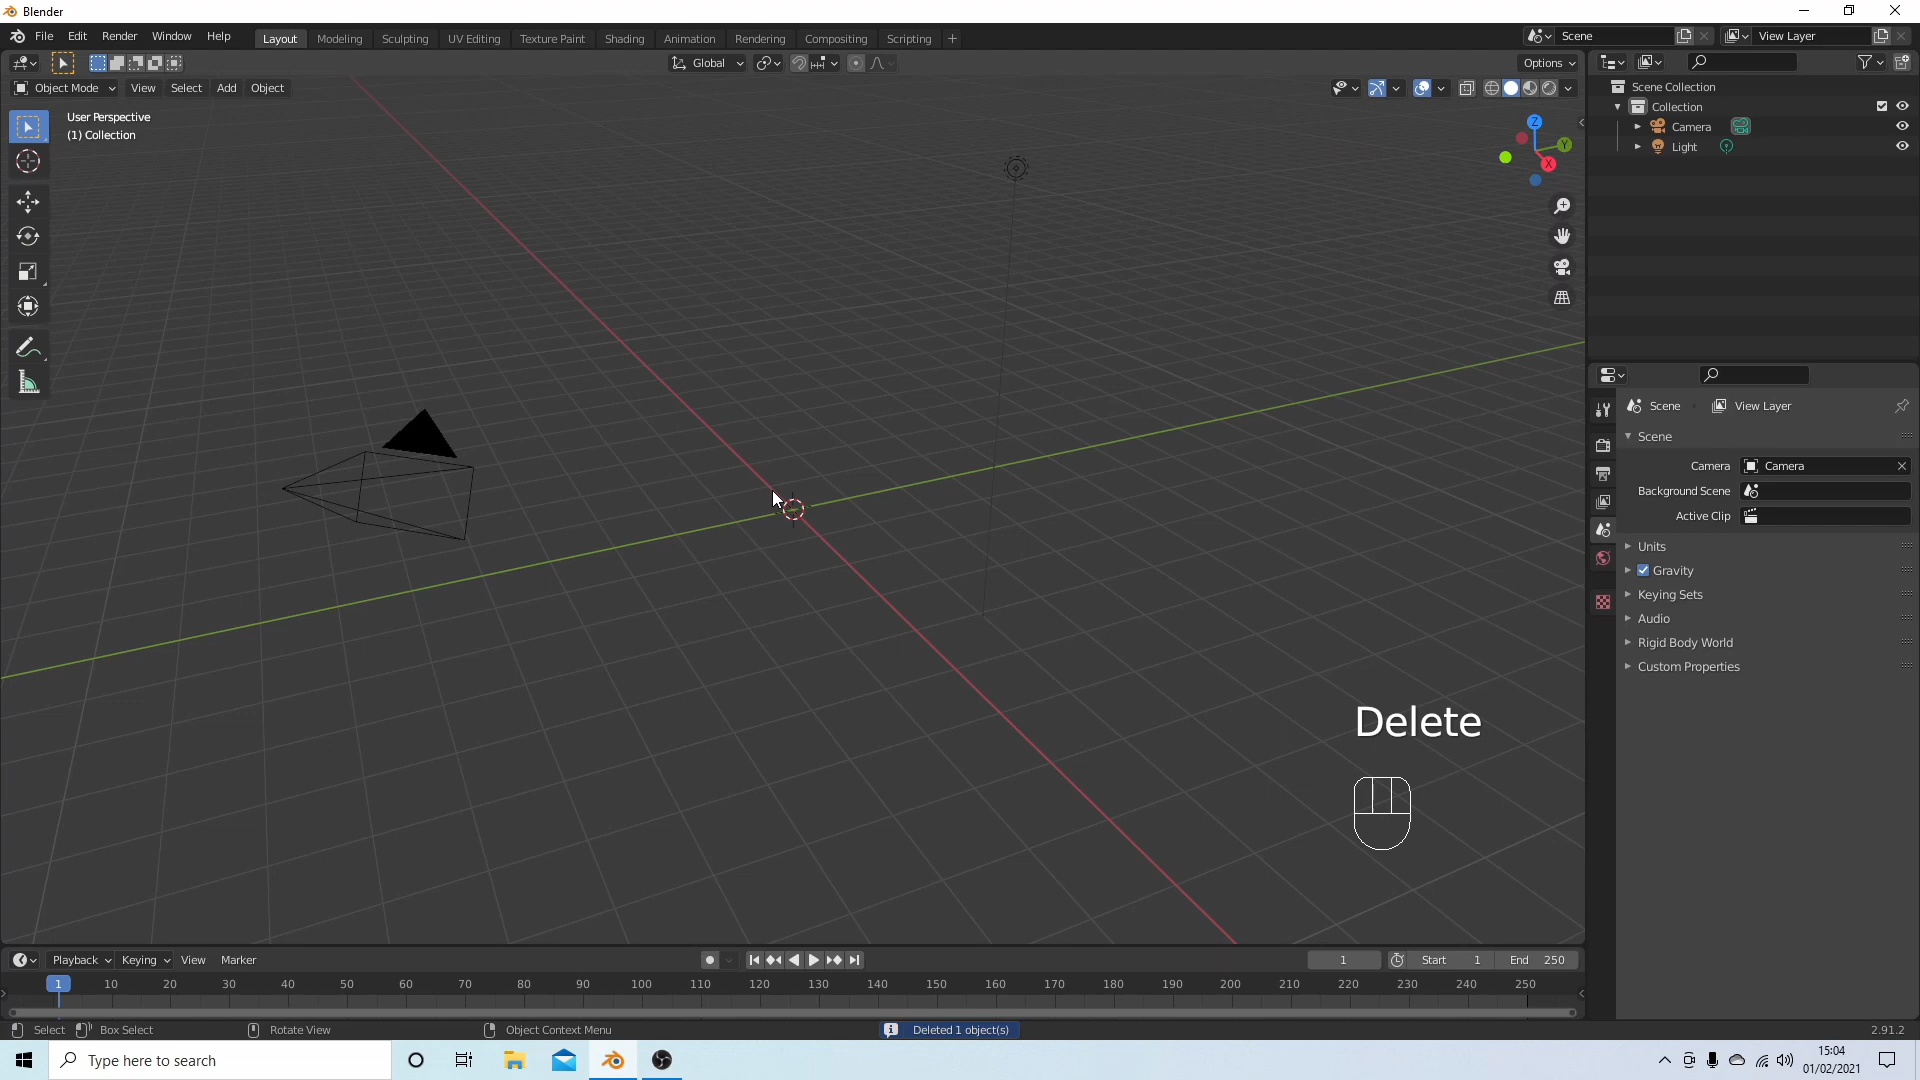 Blender
File Edit Render Window Help Layout Modeling Sculpting UV Editing Texture Paint Shading Animation Rendering Compositing Scripting + Scene View Layer
Global Options
Object Mode View Select Add Object
User Perspective
(1) Collection
Z
Y
X
Scene Collection
Collection
Camera
Light
Scene View Layer
Scene
Camera Camera
Background Scene
Active Clip
Units
Gravity
Keying Sets
Audio
Rigid Body World
Custom Properties
Delete
Playback Keying View Marker 1 Start 1 End 250
1 10 20 30 40 50 60 70 80 90 100 110 120 130 140 150 160 170 180 190 200 210 220 230 240 250
Select Box Select Rotate View Object Context Menu Deleted 1 object(s) 2.91.2
Type here to search
15:04
01/02/2021